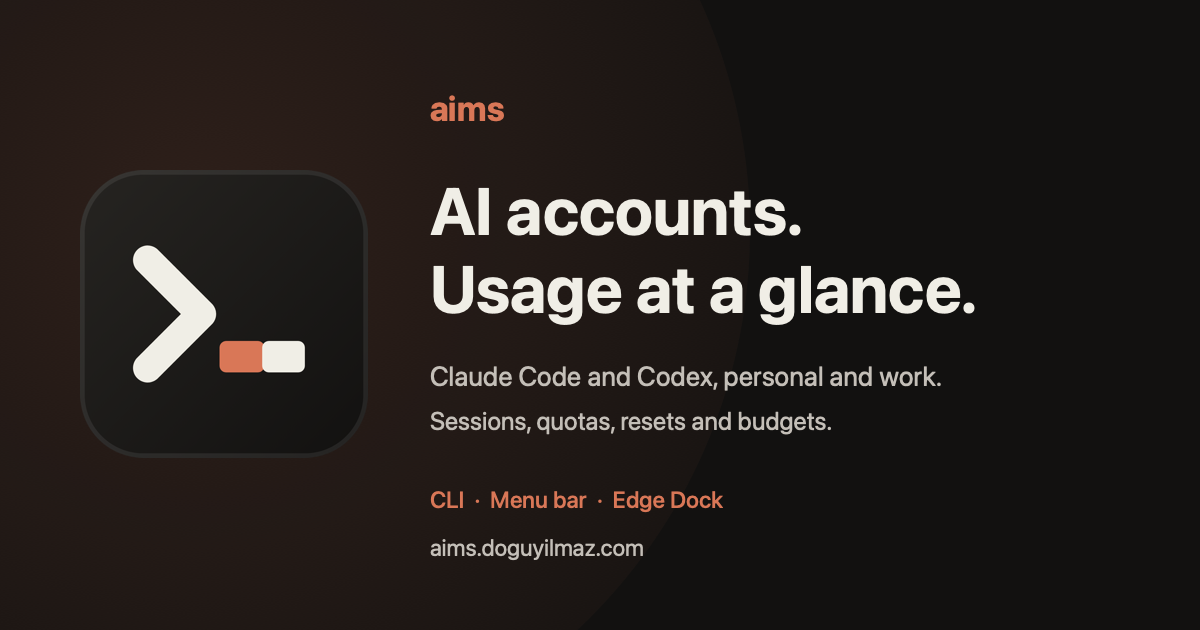 aims
AI accounts.
Usage at a glance.
Claude Code and Codex, personal and work.
Sessions, quotas, resets and budgets.
CLI · Menu bar · Edge Dock
aims.doguyilmaz.com